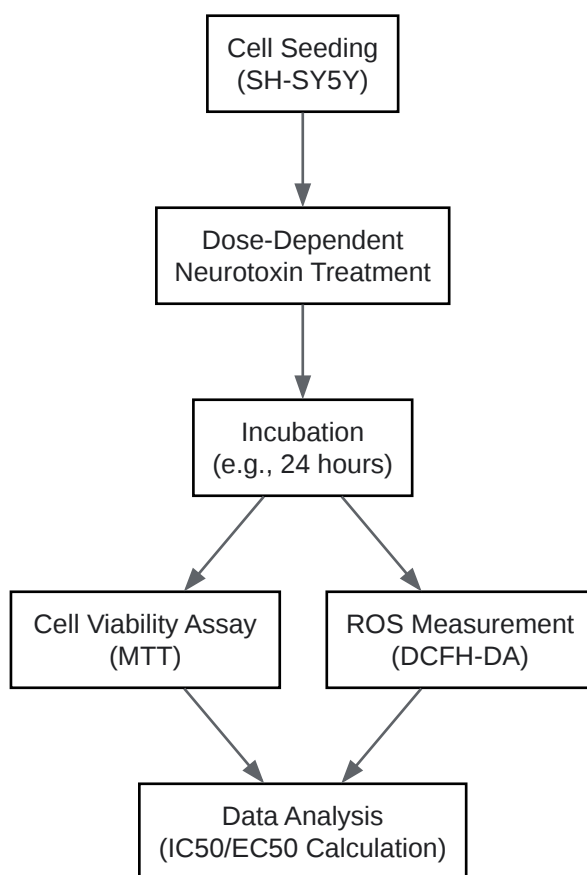 Cell Seeding
(SH-SY5Y)
Dose-Dependent
Neurotoxin Treatment
Incubation
(e.g., 24 hours)
Cell Viability Assay
(MTT)
ROS Measurement
(DCFH-DA)
Data Analysis
(IC50/EC50 Calculation)